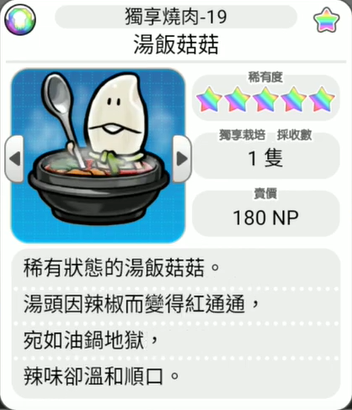 獨享燒肉-19
湯飯菇菇
稀有度
獨享栽培 採收數
1 隻
賣價
180 NP
稀有狀態的湯飯菇菇。
湯頭因辣椒而變得紅通通，
宛如油鍋地獄，
辣味卻溫和順口。